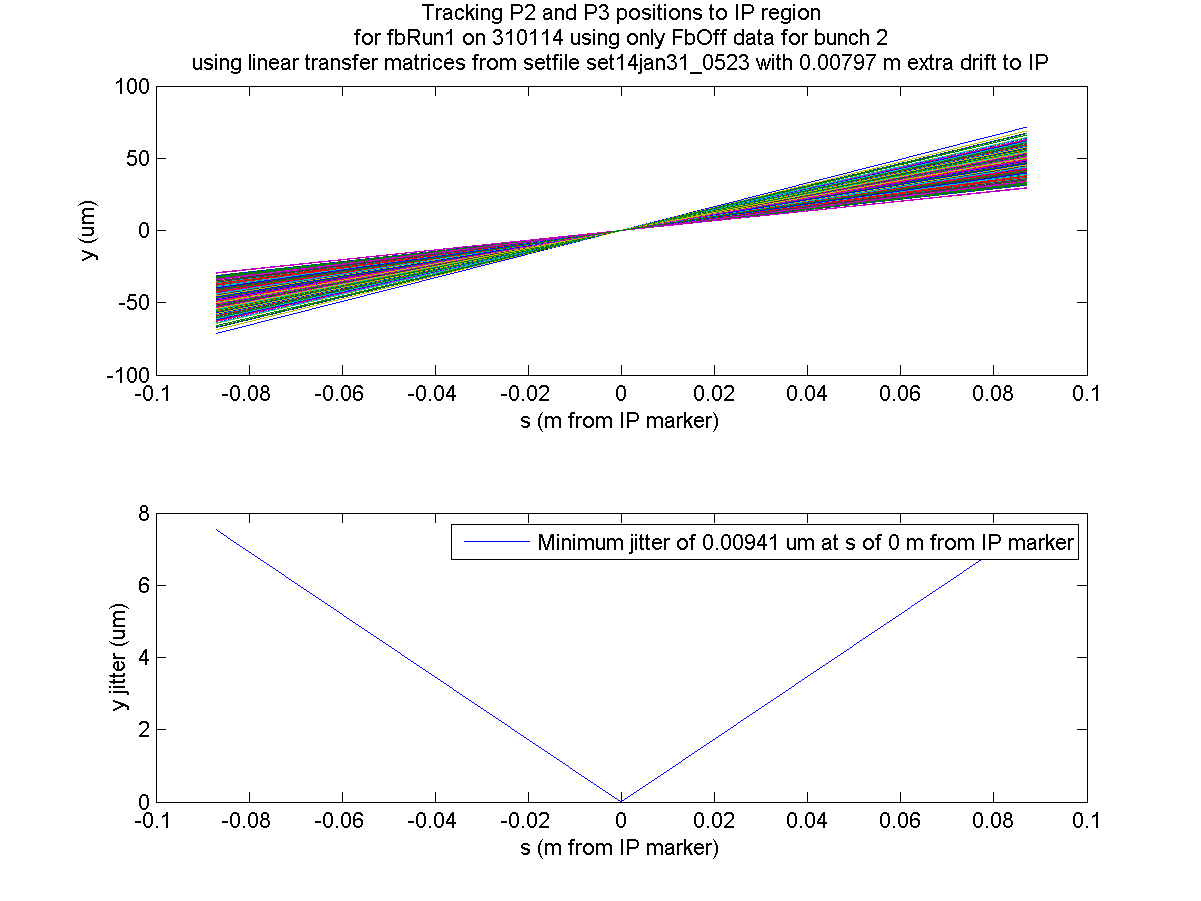 Tracking P2 and P3 positions to IP region
for fbRun1 on 310114 using only FbOff data for bunch 2
using linear transfer matrices from setfile set14jan31_0523 with 0.00797 m extra drift to IP
100
50
0
-50
-100
y (um)
-0.1 -0.08 -0.06 -0.04 -0.02 0 0.02 0.04 0.06 0.08 0.1
s (m from IP marker)
8
6
4
2
0
y jitter (um)
Minimum jitter of 0.00941 um at s of 0 m from IP marker
-0.1 -0.08 -0.06 -0.04 -0.02 0 0.02 0.04 0.06 0.08 0.1
s (m from IP marker)